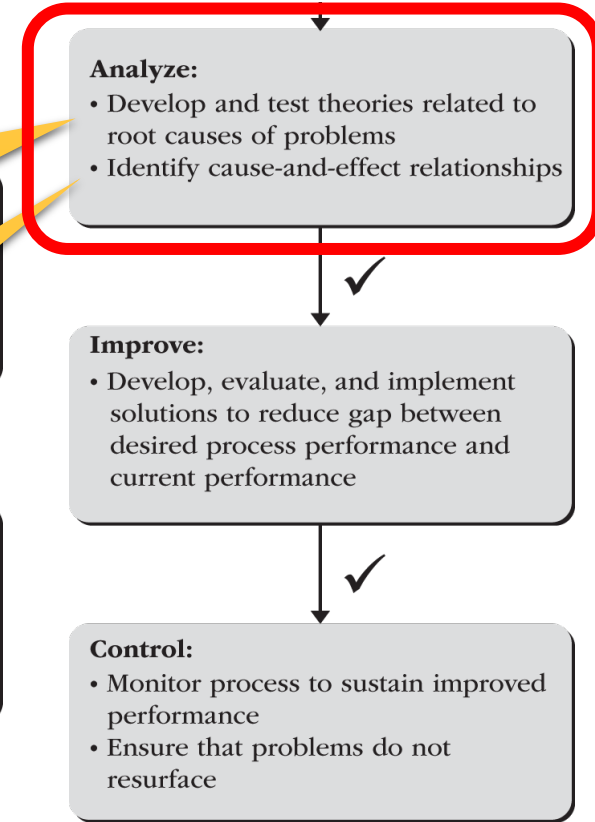 Analyze:
• Develop and test theories related to
root causes of problems
• Identify cause-and-effect relationships
Improve:
• Develop, evaluate, and implement
solutions to reduce gap between
desired process performance and
current performance
Control:
• Monitor process to sustain improved
performance
• Ensure that problems do not
resurface